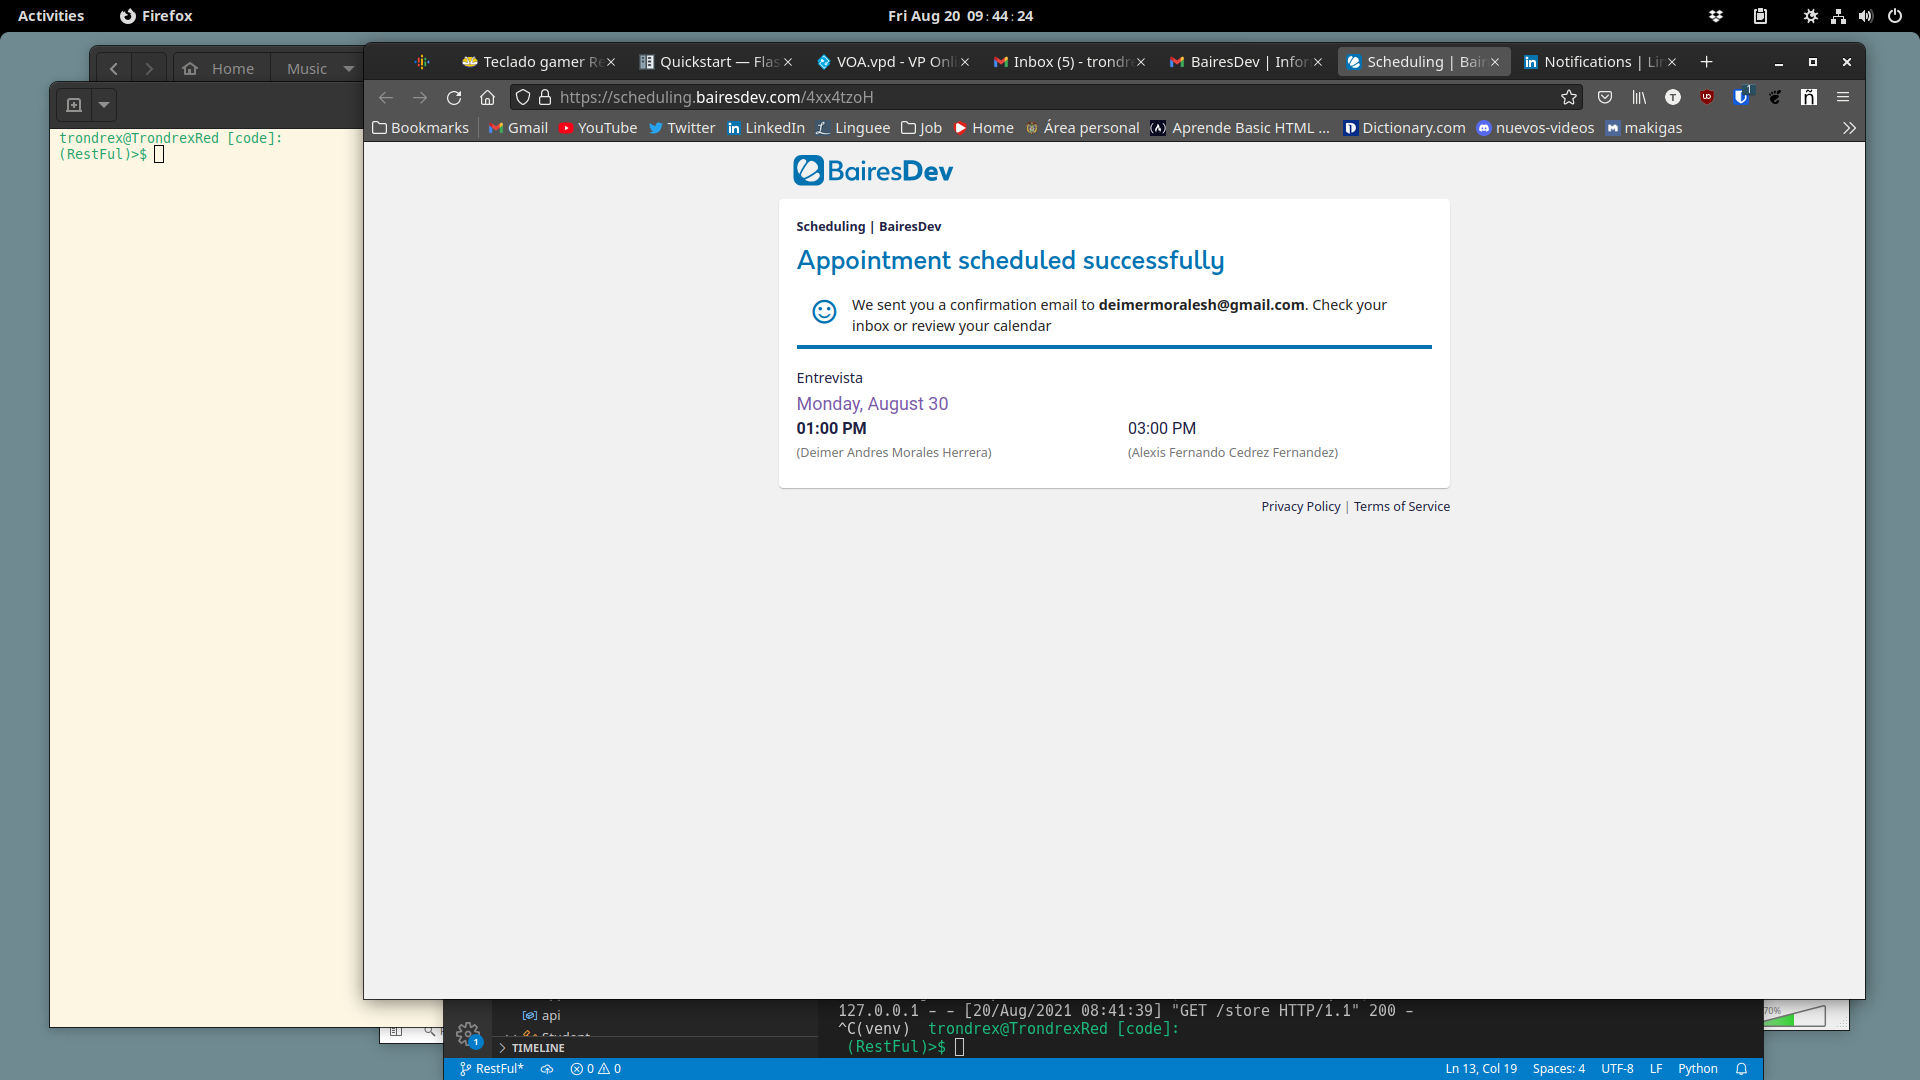 Activities
Firefox
Fri Aug 20 09:44:24
Home
Music
Teclado gamer Re
Quickstart — Flas
VOA.vpd - VP Onl
Inbox (5) - trondr
BairesDev | Infor
Scheduling | Bair
Notifications | Lin
https://scheduling.bairesdev.com/4xx4tzoH
1
Bookmarks
Gmail
YouTube
Twitter
LinkedIn
Linguee
Job
Home
Área personal
Aprende Basic HTML ...
Dictionary.com
nuevos-videos
makigas
trondrex@TrondrexRed [code]:
(RestFul)>$
BairesDev
Scheduling | BairesDev
Appointment scheduled successfully
We sent you a confirmation email to deimermoralesh@gmail.com. Check your
inbox or review your calendar
Entrevista
Monday, August 30
01:00 PM
03:00 PM
(Deimer Andres Morales Herrera)
(Alexis Fernando Cedrez Fernandez)
Privacy Policy | Terms of Service
api
127.0.0.1 - - [20/Aug/2021 08:41:39] "GET /store HTTP/1.1" 200 -
^C(venv) trondrex@TrondrexRed [code]:
(RestFul)>$
70%
1
TIMELINE
RestFul*
0
0
Ln 13, Col 19
Spaces: 4
UTF-8
LF
Python